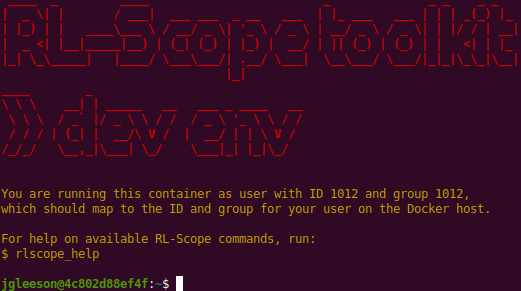 RL-Scope toolkit
>>> dev env
You are running this container as user with ID 1012 and group 1012,
which should map to the ID and group for your user on the Docker host.
For help on available RL-Scope commands, run:
$ rlscope_help
jgleeson@4c802d88ef4f:~$